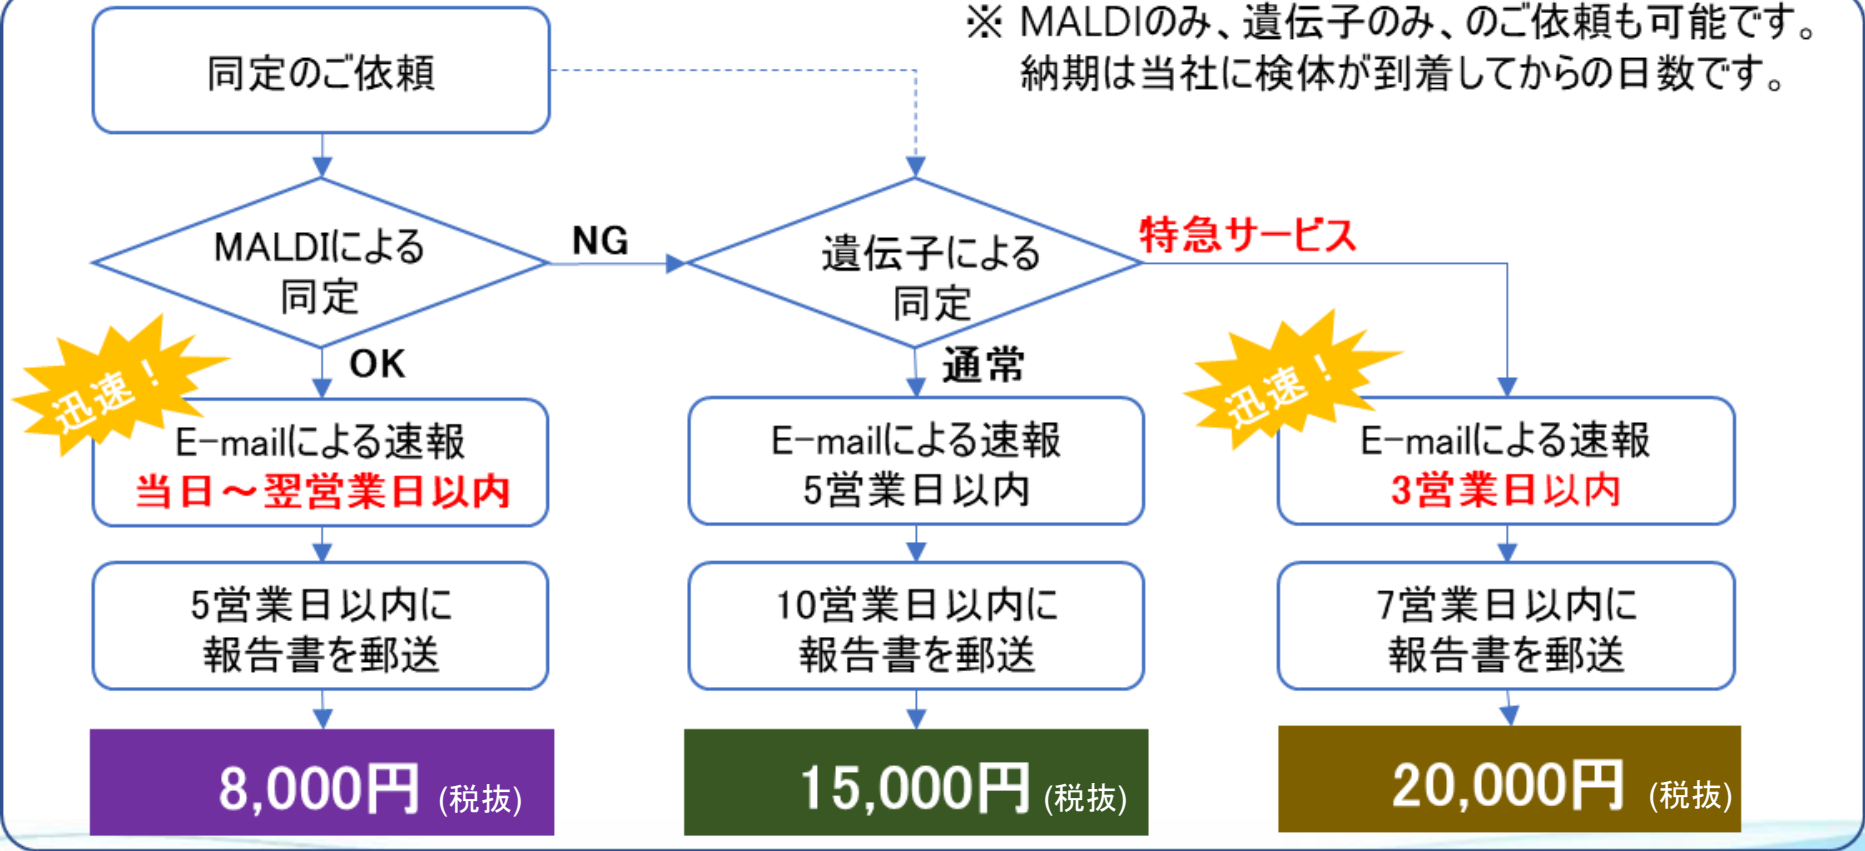 ※ MALDIのみ、遺伝子のみ、のご依頼も可能です。
納期は当社に検体が到着してからの日数です。
同定のご依頼
MALDIによる
同定
NG
遺伝子による
同定
特急サービス
OK
通常
迅速！
E-mailによる速報
当日～翌営業日以内
E-mailによる速報
5営業日以内
迅速！
E-mailによる速報
3営業日以内
5営業日以内に
報告書を郵送
10営業日以内に
報告書を郵送
7営業日以内に
報告書を郵送
8,000円 (税抜)
15,000円 (税抜)
20,000円 (税抜)